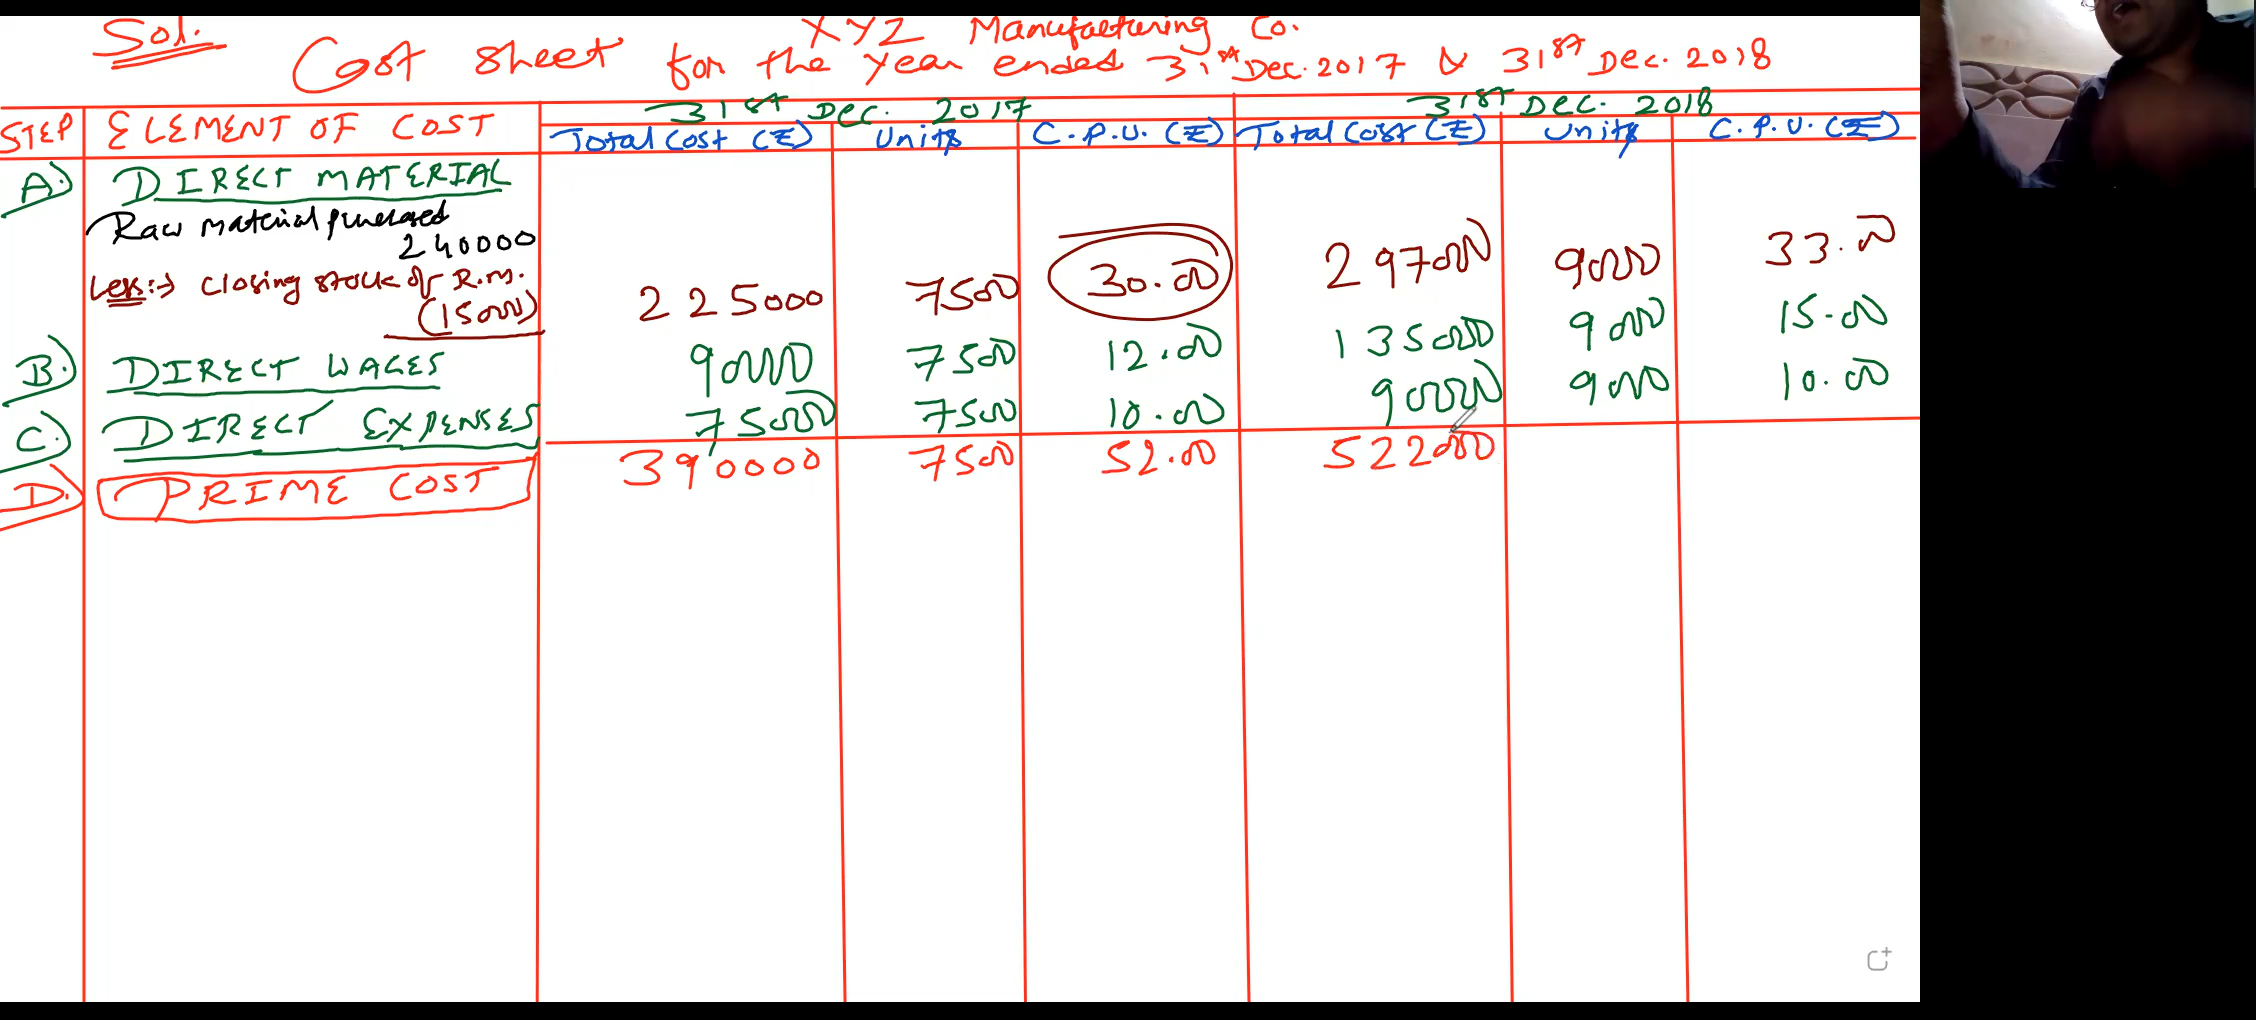 Sol.
XYZ Manufacturing Co.
Cost sheet for the year ended 31st Dec. 2017 & 31st Dec. 2018
STEP ELEMENT OF COST 31st Dec. 2017 31st Dec. 2018
Total Cost (₹) Units C.P.U. (₹) Total Cost (₹) Units C.P.U. (₹)
A.) DIRECT MATERIAL
Raw material purchased
240000
Less:→ Closing stock of R.M.
(15000) 225000 7500 30.00 297000 9000 33.00
B.) DIRECT WAGES 90000 7500 12.00 135000 9000 15.00
C.) DIRECT EXPENSES 75000 7500 10.00 90000 9000 10.00
D.) PRIME COST 390000 7500 52.00 522000